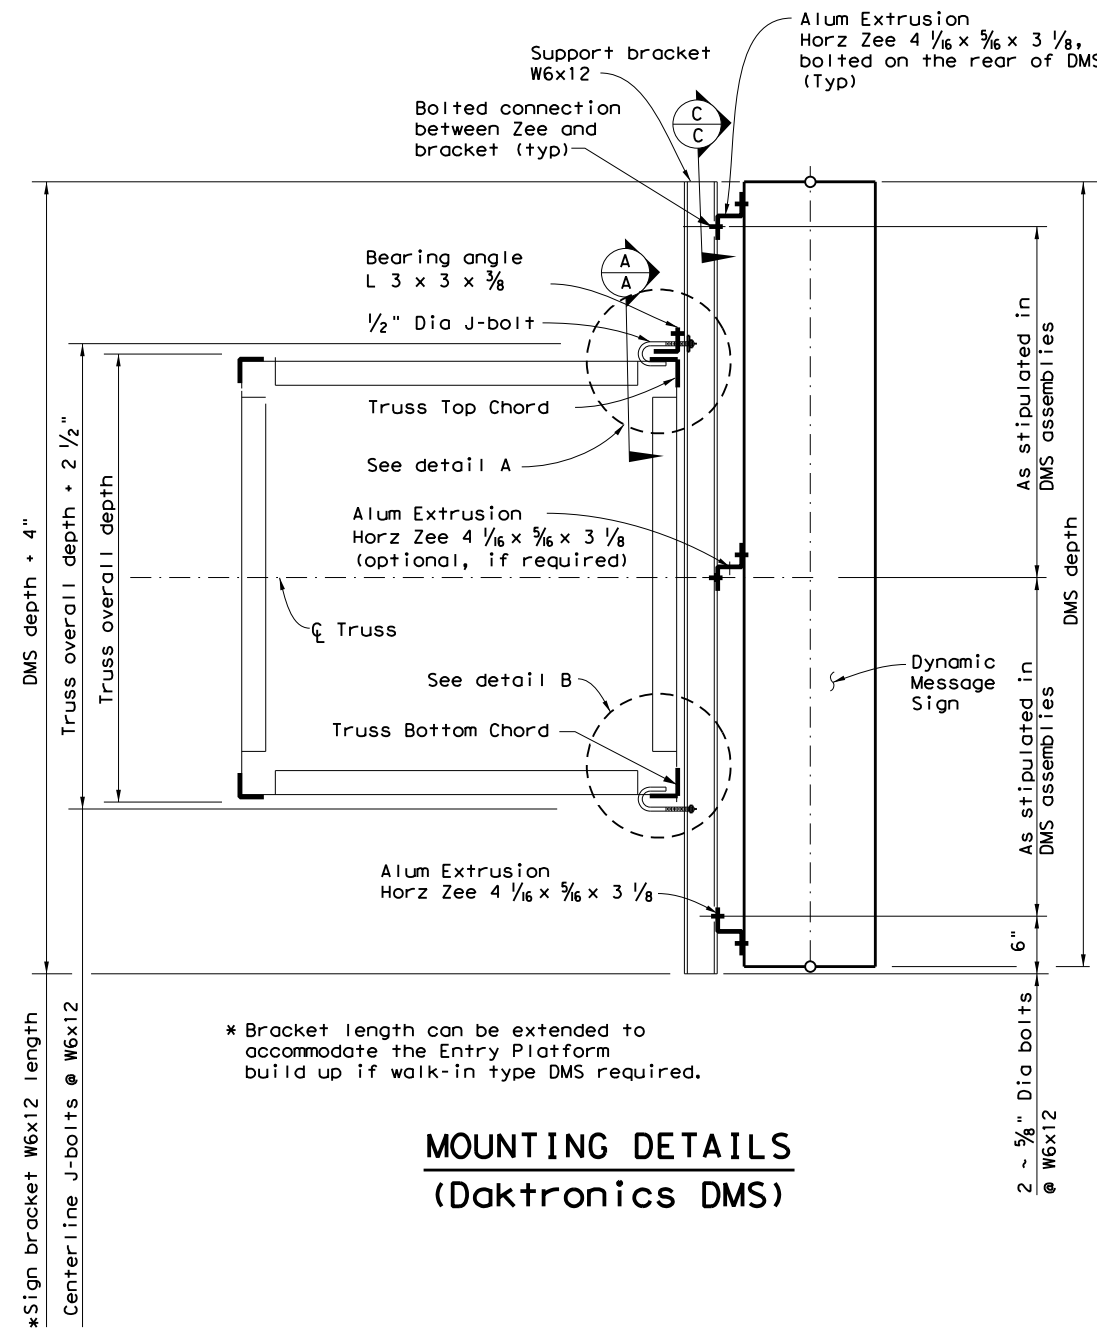 Alum Extrusion
Horz Zee 4 1/16 x 5/16 x 3 1/8,
bolted on the rear of DMS
(Typ)
Support bracket
W6x12
Bolted connection
between Zee and
bracket (typ)
C
C
Bearing angle
L 3 x 3 x 3/8
A
A
1/2" Dia J-bolt
Truss Top Chord
See detail A
Alum Extrusion
Horz Zee 4 1/16 x 5/16 x 3 1/8
(optional, if required)
℄ Truss
See detail B
Truss Bottom Chord
Dynamic
Message
Sign
Alum Extrusion
Horz Zee 4 1/16 x 5/16 x 3 1/8
DMS depth + 4"
Truss overall depth + 2 1/2"
Truss overall depth
As stipulated in
DMS assemblies
DMS depth
As stipulated in
DMS assemblies
6"
*Sign bracket W6x12 length
Centerline J-bolts @ W6x12
2 ~ 5/8" Dia bolts
@ W6x12
* Bracket length can be extended to
accommodate the Entry Platform
build up if walk-in type DMS required.
MOUNTING DETAILS
(Daktronics DMS)